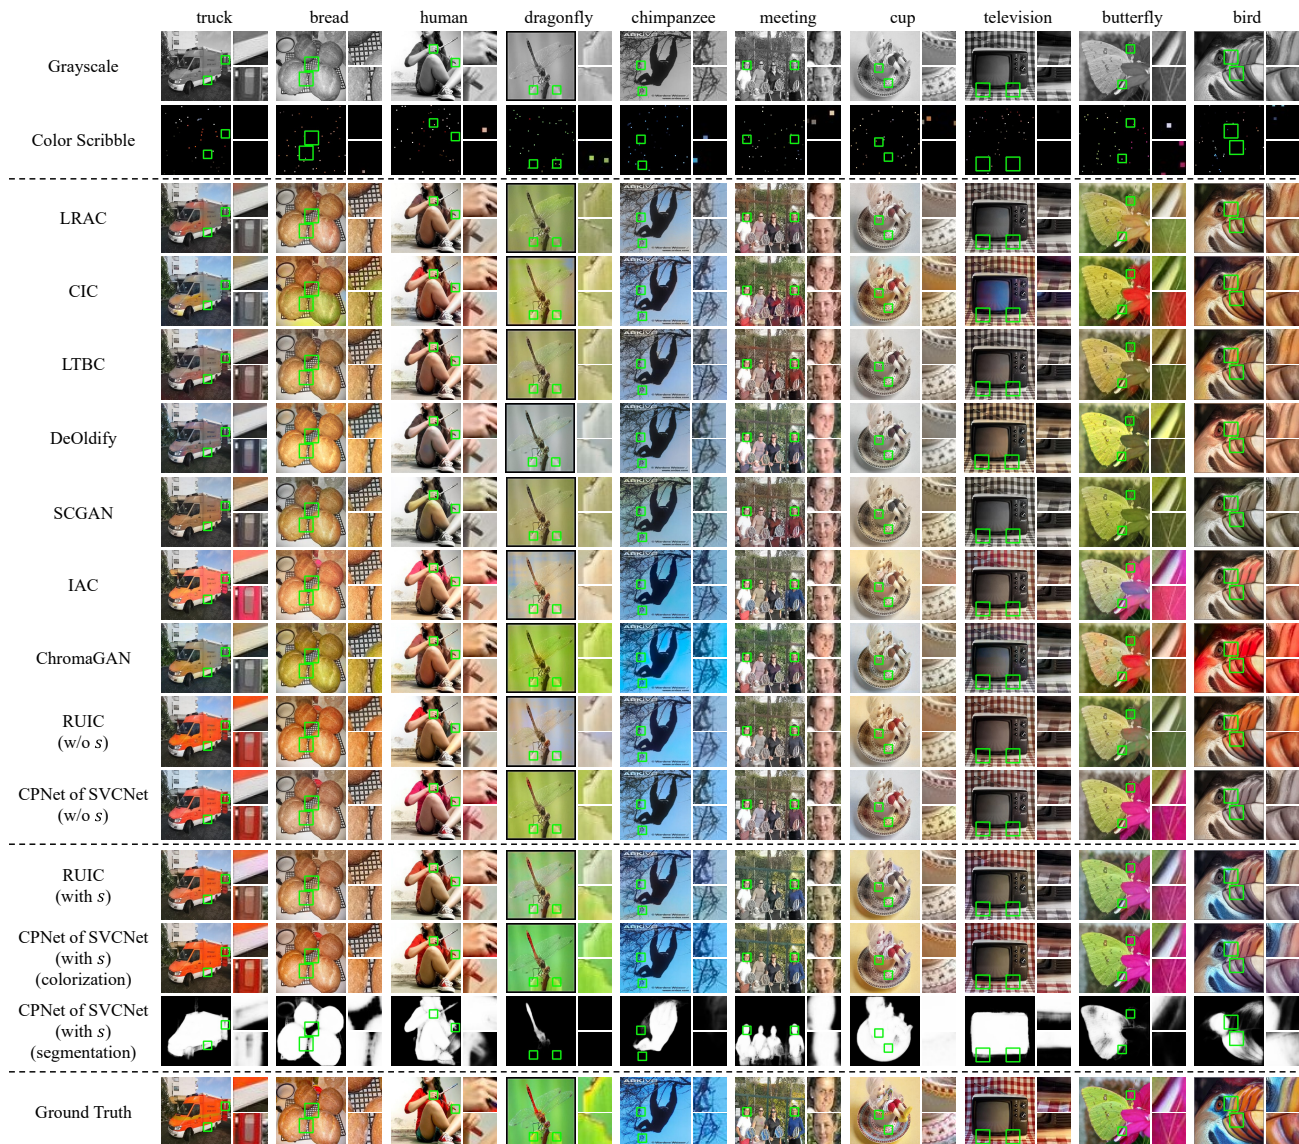 truck bread human dragonfly chimpanzee meeting cup television butterfly bird
Grayscale
Color Scribble
LRAC
CIC
LTBC
DeOldify
SCGAN
IAC
ChromaGAN
RUIC
(w/o s)
CPNet of SVCNet
(w/o s)
RUIC
(with s)
CPNet of SVCNet
(with s)
(colorization)
CPNet of SVCNet
(with s)
(segmentation)
Ground Truth